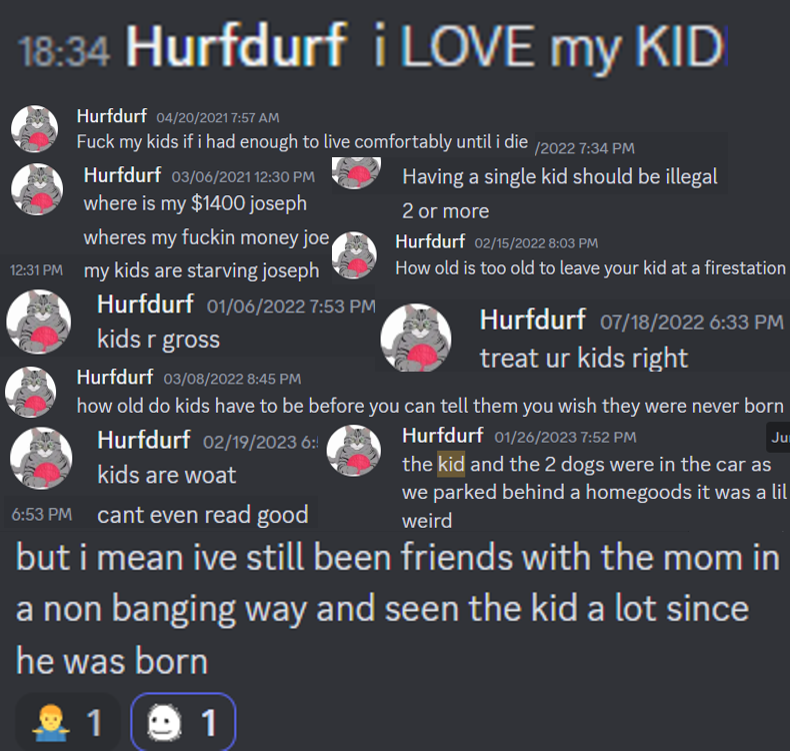 18:34 Hurfdurf i LOVE my KID
Hurfdurf 04/20/2021 7:57 AM
Fuck my kids if i had enough to live comfortably until i die
/2022 7:34 PM
Having a single kid should be illegal
2 or more
Hurfdurf 03/06/2021 12:30 PM
where is my $1400 joseph
wheres my fuckin money joe
12:31 PM my kids are starving joseph
Hurfdurf 02/15/2022 8:03 PM
How old is too old to leave your kid at a firestation
Hurfdurf 01/06/2022 7:53 PM
kids r gross
Hurfdurf 07/18/2022 6:33 PM
treat ur kids right
Hurfdurf 03/08/2022 8:45 PM
how old do kids have to be before you can tell them you wish they were never born
Hurfdurf 02/19/2023 6:
kids are woat
6:53 PM cant even read good
Hurfdurf 01/26/2023 7:52 PM
the kid and the 2 dogs were in the car as
we parked behind a homegoods it was a lil
weird
but i mean ive still been friends with the mom in
a non banging way and seen the kid a lot since
he was born
1 1